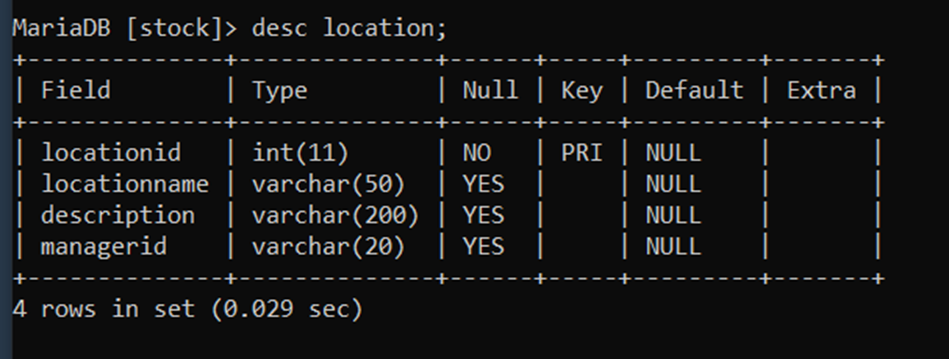 MariaDB [stock]> desc location;
+--------------+--------------+------+-----+---------+-------+
| Field        | Type         | Null | Key | Default | Extra |
+--------------+--------------+------+-----+---------+-------+
| locationid   | int(11)      | NO   | PRI | NULL    |       |
| locationname | varchar(50)  | YES  |     | NULL    |       |
| description  | varchar(200) | YES  |     | NULL    |       |
| managerid    | varchar(20)  | YES  |     | NULL    |       |
+--------------+--------------+------+-----+---------+-------+
4 rows in set (0.029 sec)